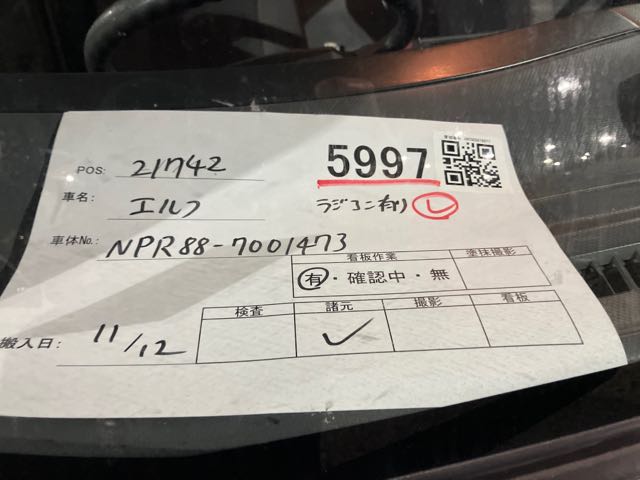 POS: 21742
5997
車名: エルフ
ラジコン有り レ
車体No.: NPR88-7001473
看板作業 塗抹撮影
有・確認中・無
検査 諸元 撮影 看板
搬入日: 11/12 ✓